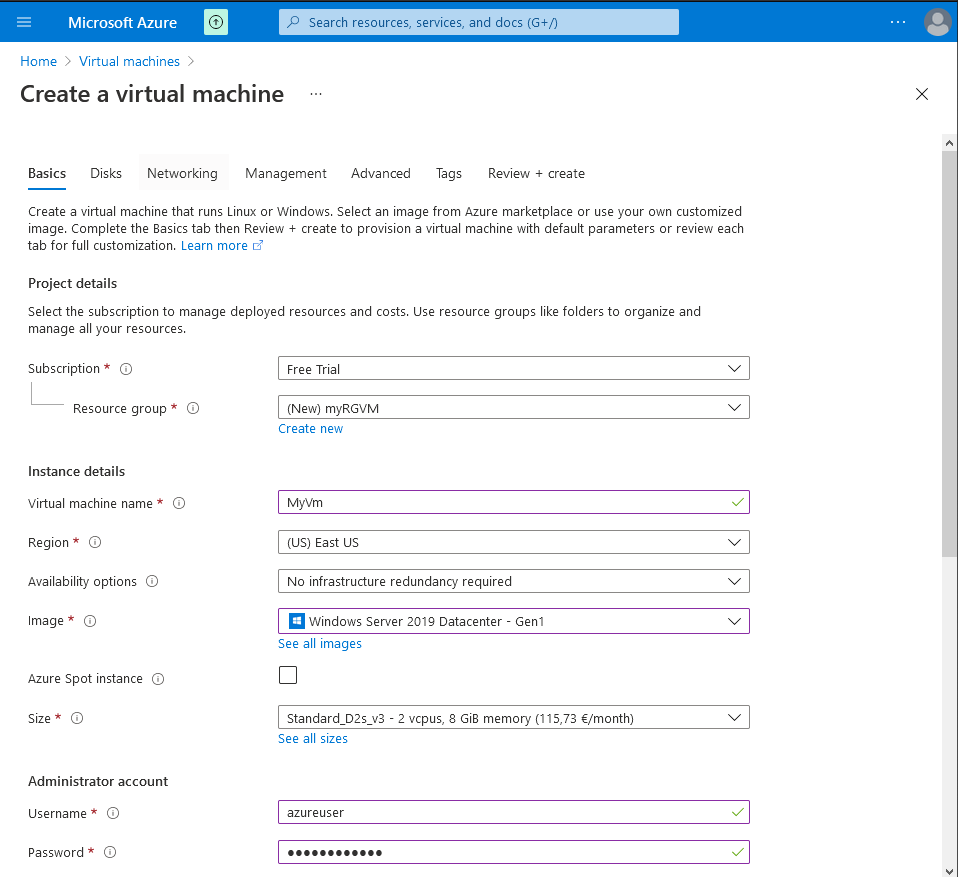 Microsoft Azure
Search resources, services, and docs (G+/)
Home > Virtual machines >
Create a virtual machine ...
Basics Disks Networking Management Advanced Tags Review + create
Create a virtual machine that runs Linux or Windows. Select an image from Azure marketplace or use your own customized
image. Complete the Basics tab then Review + create to provision a virtual machine with default parameters or review each
tab for full customization. Learn more
Project details
Select the subscription to manage deployed resources and costs. Use resource groups like folders to organize and
manage all your resources.
Subscription * Free Trial
Resource group * (New) myRGVM
Create new
Instance details
Virtual machine name * MyVm
Region * (US) East US
Availability options No infrastructure redundancy required
Image * Windows Server 2019 Datacenter - Gen1
See all images
Azure Spot instance
Size * Standard_D2s_v3 - 2 vcpus, 8 GiB memory (115,73 €/month)
See all sizes
Administrator account
Username * azureuser
Password * ●●●●●●●●●●●●